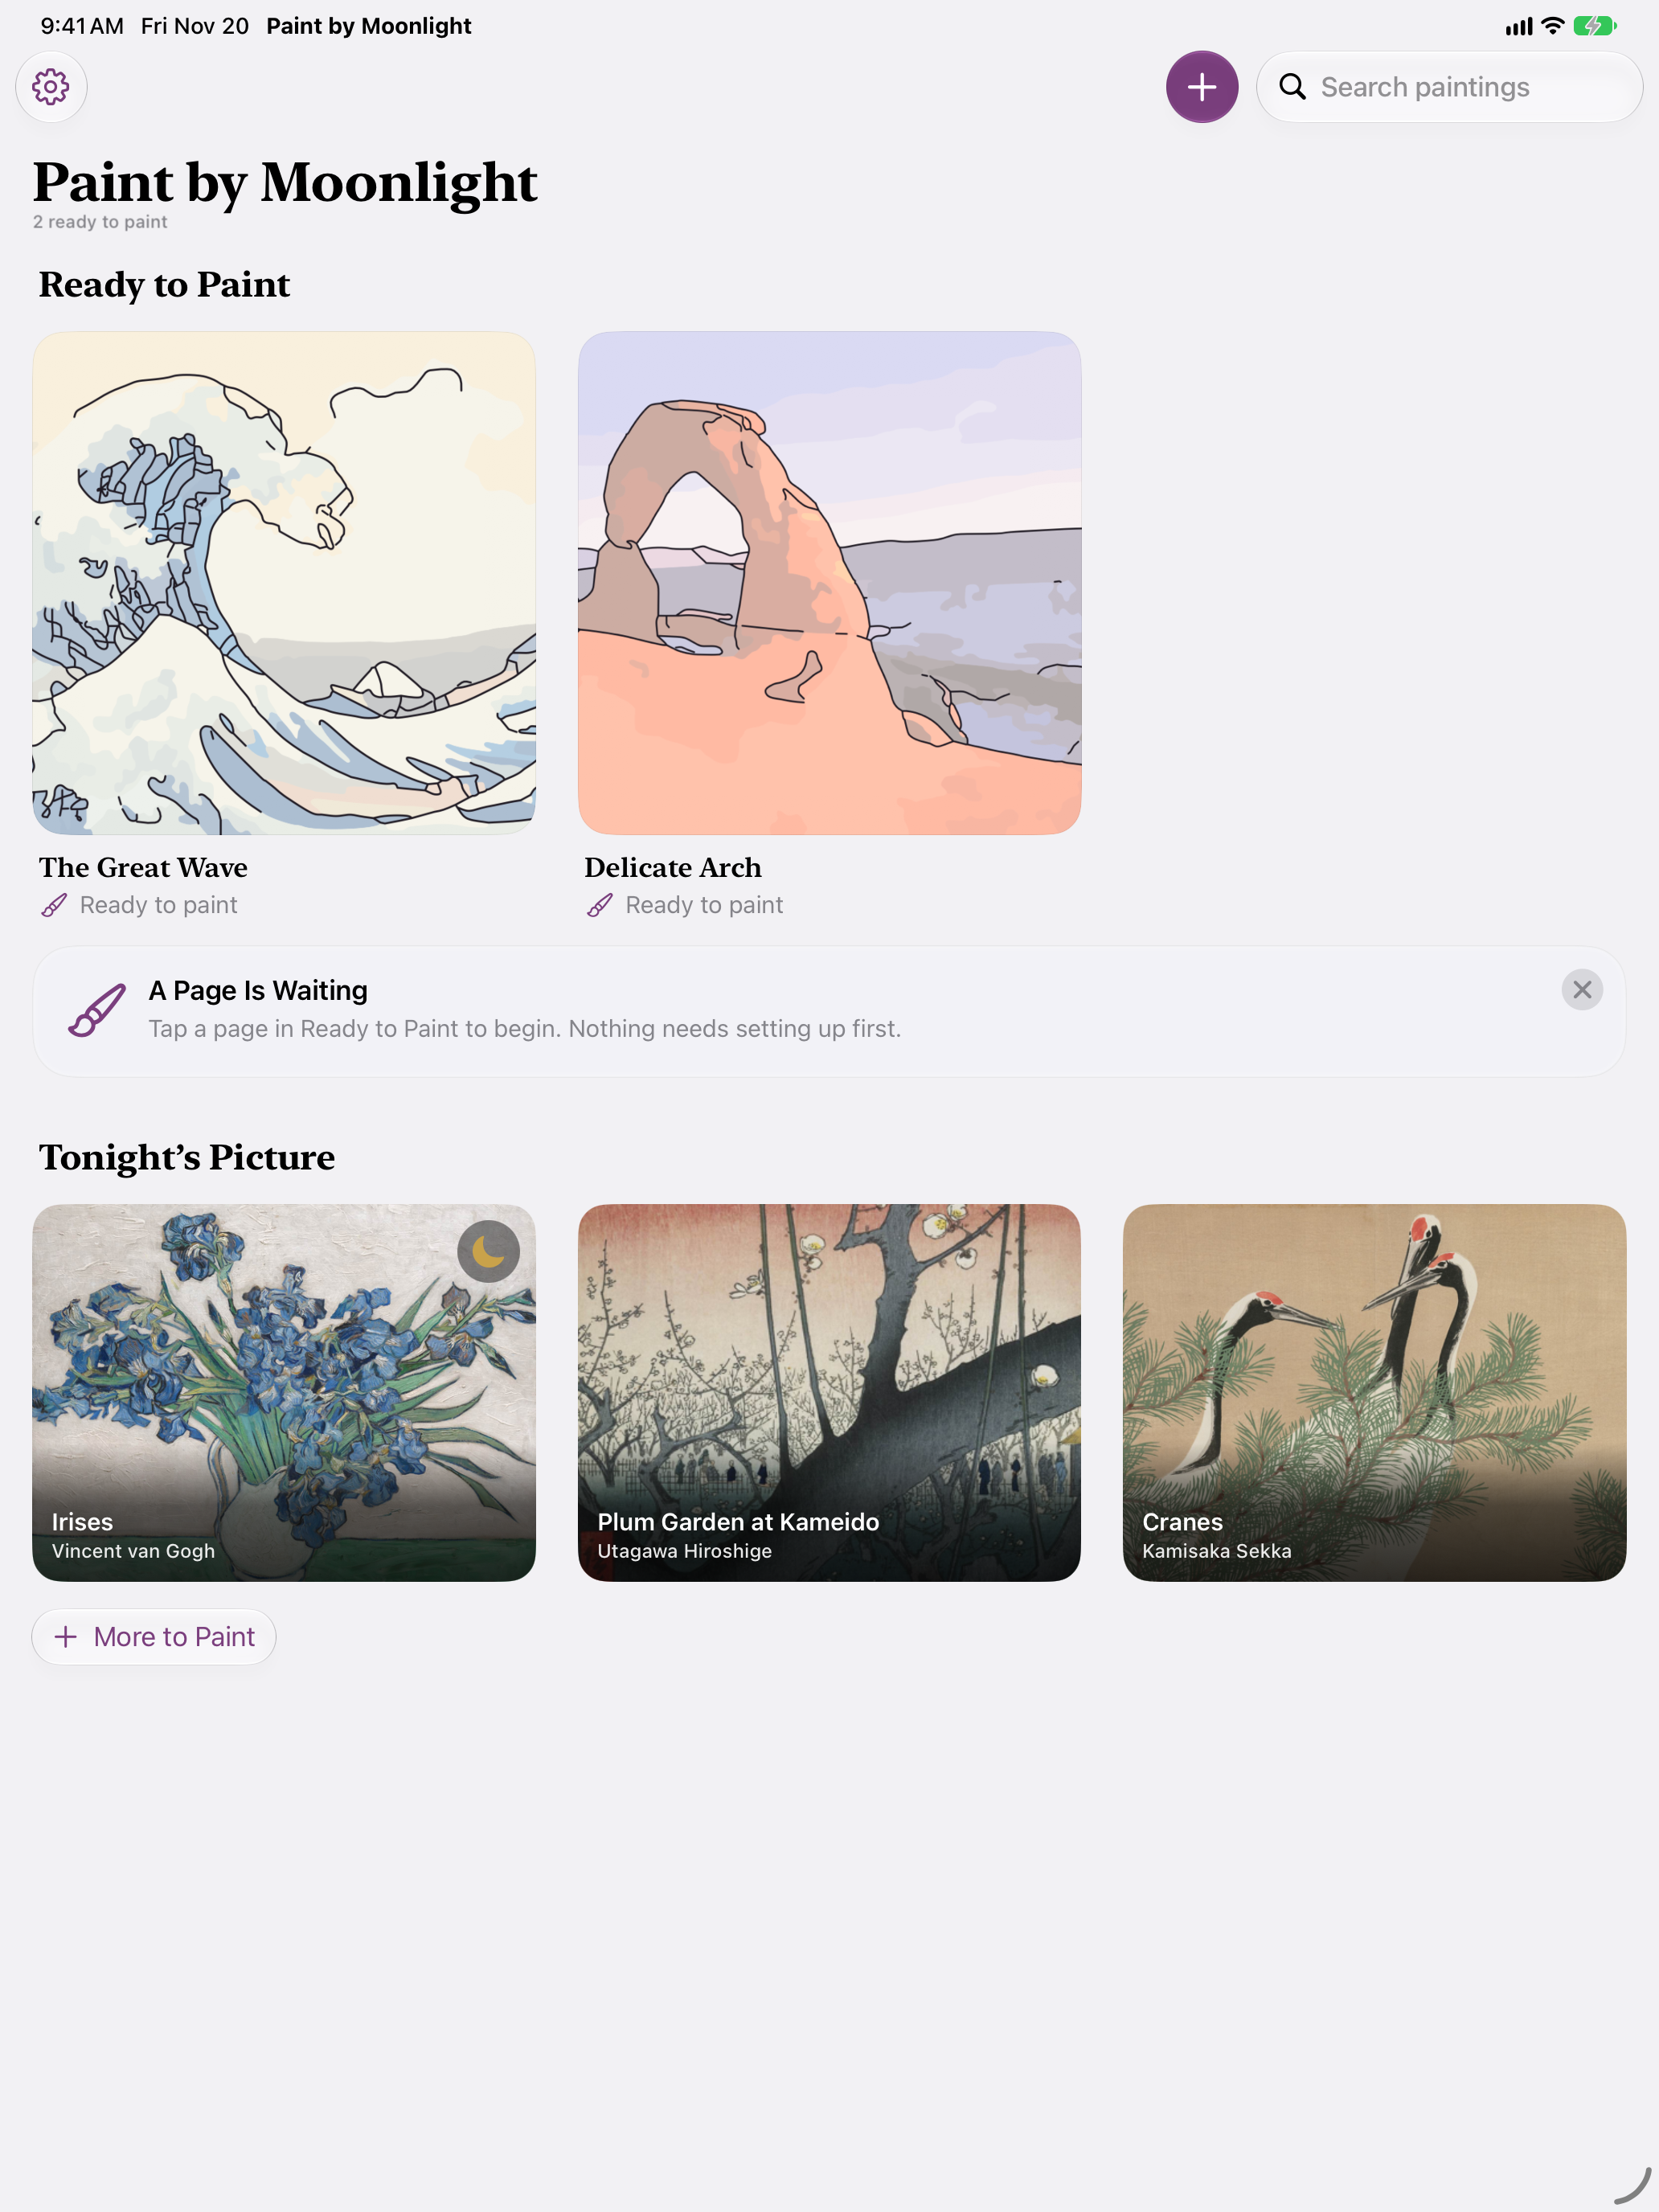 9:41 AM Fri Nov 20 Paint by Moonlight
Search paintings
Paint by Moonlight
2 ready to paint
Ready to Paint
The Great Wave
Ready to paint
Delicate Arch
Ready to paint
A Page Is Waiting
Tap a page in Ready to Paint to begin. Nothing needs setting up first.
Tonight’s Picture
Irises
Vincent van Gogh
Plum Garden at Kameido
Utagawa Hiroshige
Cranes
Kamisaka Sekka
More to Paint